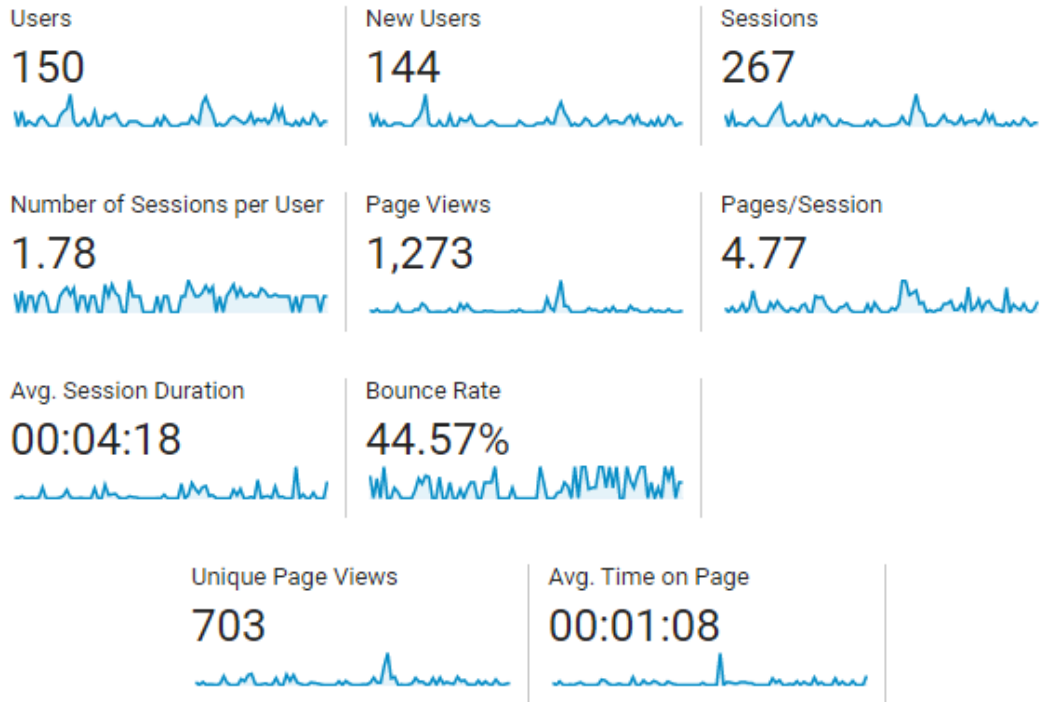 Users
New Users
Sessions
150
144
267
Number of Sessions per User
Page Views
Pages/Session
1.78
1,273
4.77
Avg. Session Duration
Bounce Rate
00:04:18
44.57%
Unique Page Views
Avg. Time on Page
703
00:01:08